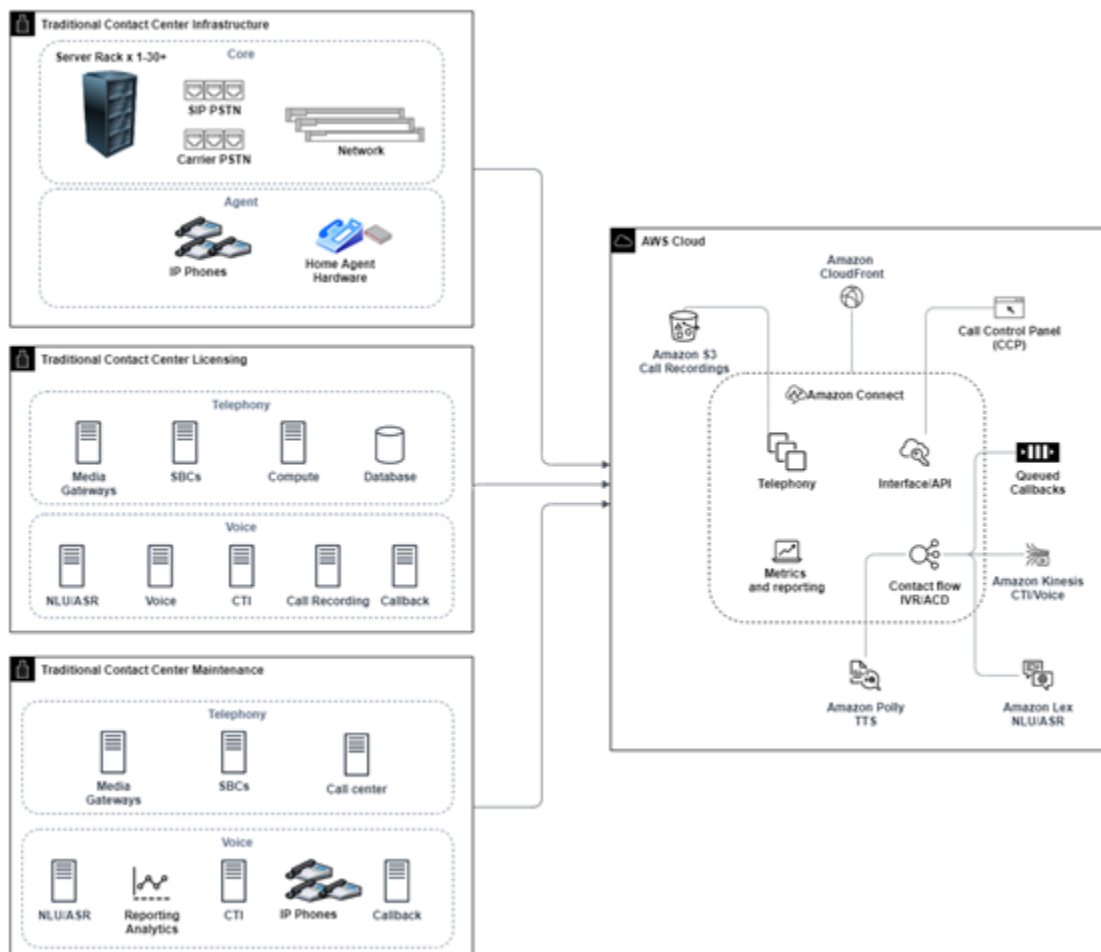 Traditional Contact Center Infrastructure
Core
Server Rack x 1-30+
SIP PSTN
Carrier PSTN
Network
Agent
IP Phones
Home Agent
Hardware
Traditional Contact Center Licensing
Telephony
Media
Gateways
SBCs
Compute
Database
Voice
NLU/ASR
Voice
CTI
Call Recording
Callback
Traditional Contact Center Maintenance
Telephony
Media
Gateways
SBCs
Call center
Voice
NLU/ASR
Reporting
Analytics
CTI
IP Phones
Callback
AWS Cloud
Amazon
CloudFront
Amazon S3
Call Recordings
Call Control Panel
(CCP)
Amazon Connect
Telephony
Interface/API
Queued
Callbacks
Metrics
and reporting
Contact flow
IVR/ACD
Amazon Kinesis
CTI/Voice
Amazon Polly
TTS
Amazon Lex
NLU/ASR